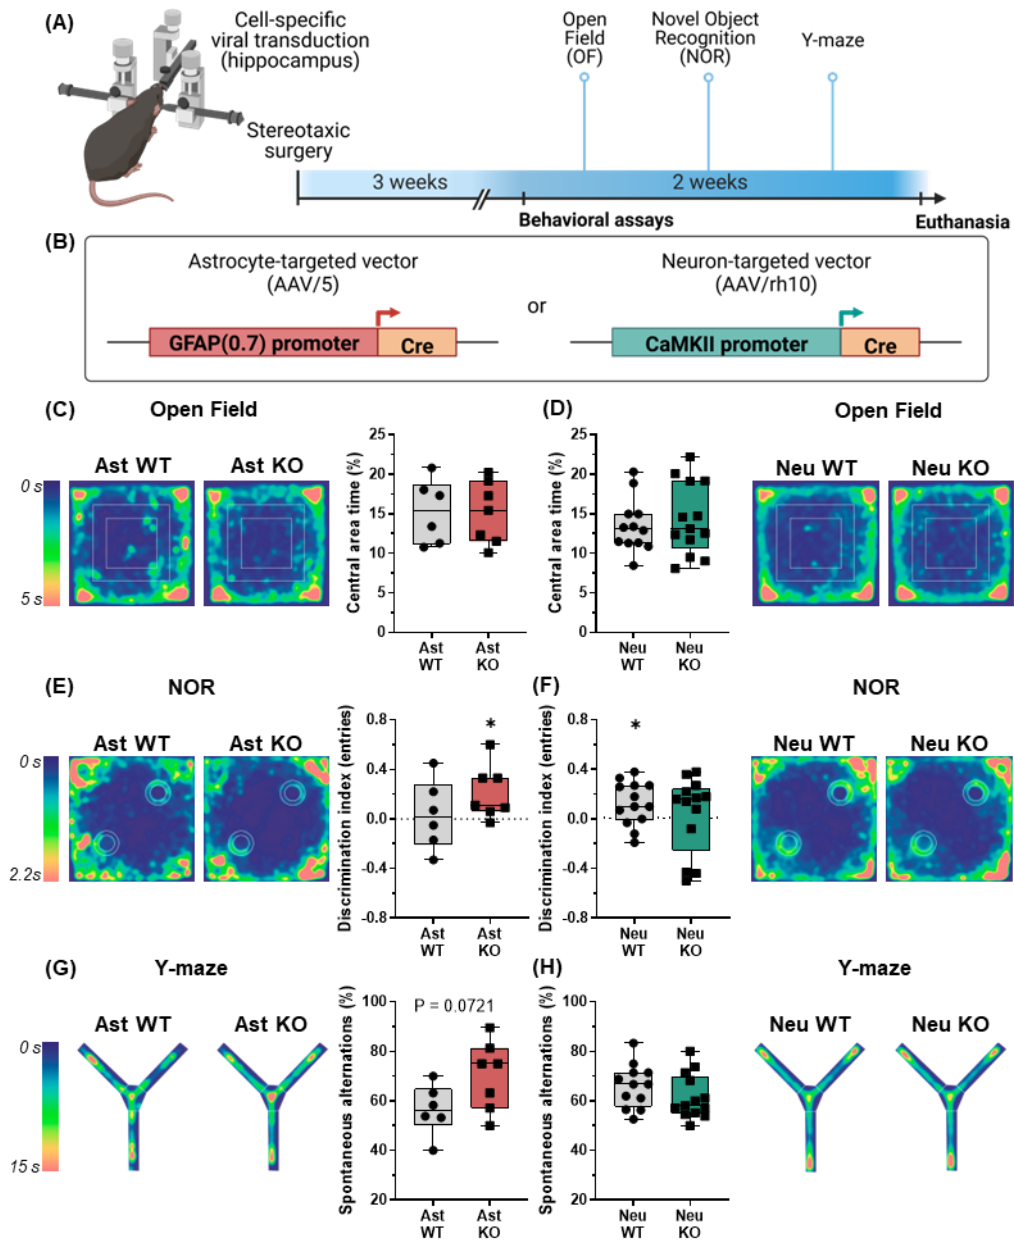 (A)
Cell-specific
viral transduction
(hippocampus)
Stereotaxic
surgery
Open
Field
(OF)
Novel Object
Recognition
(NOR)
Y-maze
3 weeks
2 weeks
Behavioral assays
Euthanasia
(B)
Astrocyte-targeted vector
(AAV/5)
GFAP(0.7) promoter
Cre
or
Neuron-targeted vector
(AAV/rh10)
CaMKII promoter
Cre
(C)
Open Field
Ast WT
Ast KO
0 s
5 s
Central area time (%)
25
20
15
10
5
0
Ast
WT
Ast
KO
(D)
Open Field
Central area time (%)
25
20
15
10
5
0
Neu
WT
Neu
KO
Neu WT
Neu KO
(E)
NOR
Ast WT
Ast KO
0 s
2.2s
Discrimination index (entries)
0.8
0.4
0.0
-0.4
-0.8
*
Ast
WT
Ast
KO
(F)
NOR
Discrimination index (entries)
0.8
0.4
0.0
-0.4
-0.8
*
Neu
WT
Neu
KO
Neu WT
Neu KO
(G)
Y-maze
Ast WT
Ast KO
0 s
15 s
Spontaneous alternations (%)
100
80
60
40
20
P = 0.0721
Ast
WT
Ast
KO
(H)
Y-maze
Spontaneous alternations (%)
100
80
60
40
20
Neu
WT
Neu
KO
Neu WT
Neu KO